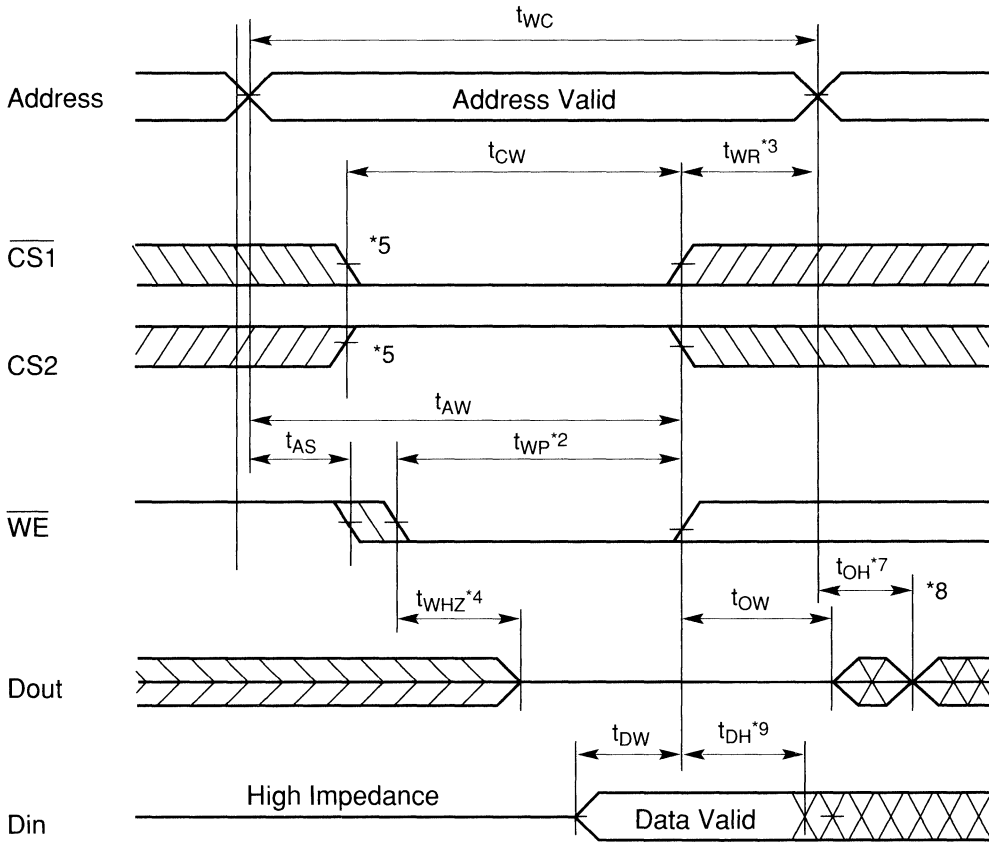 tWC
Address
Address Valid
tCW
tWR*3
CS1
*5
CS2
*5
tAW
tAS
tWP*2
WE
tWHZ*4
tOW
tOH*7
*8
Dout
tDW
tDH*9
High Impedance
Din
Data Valid